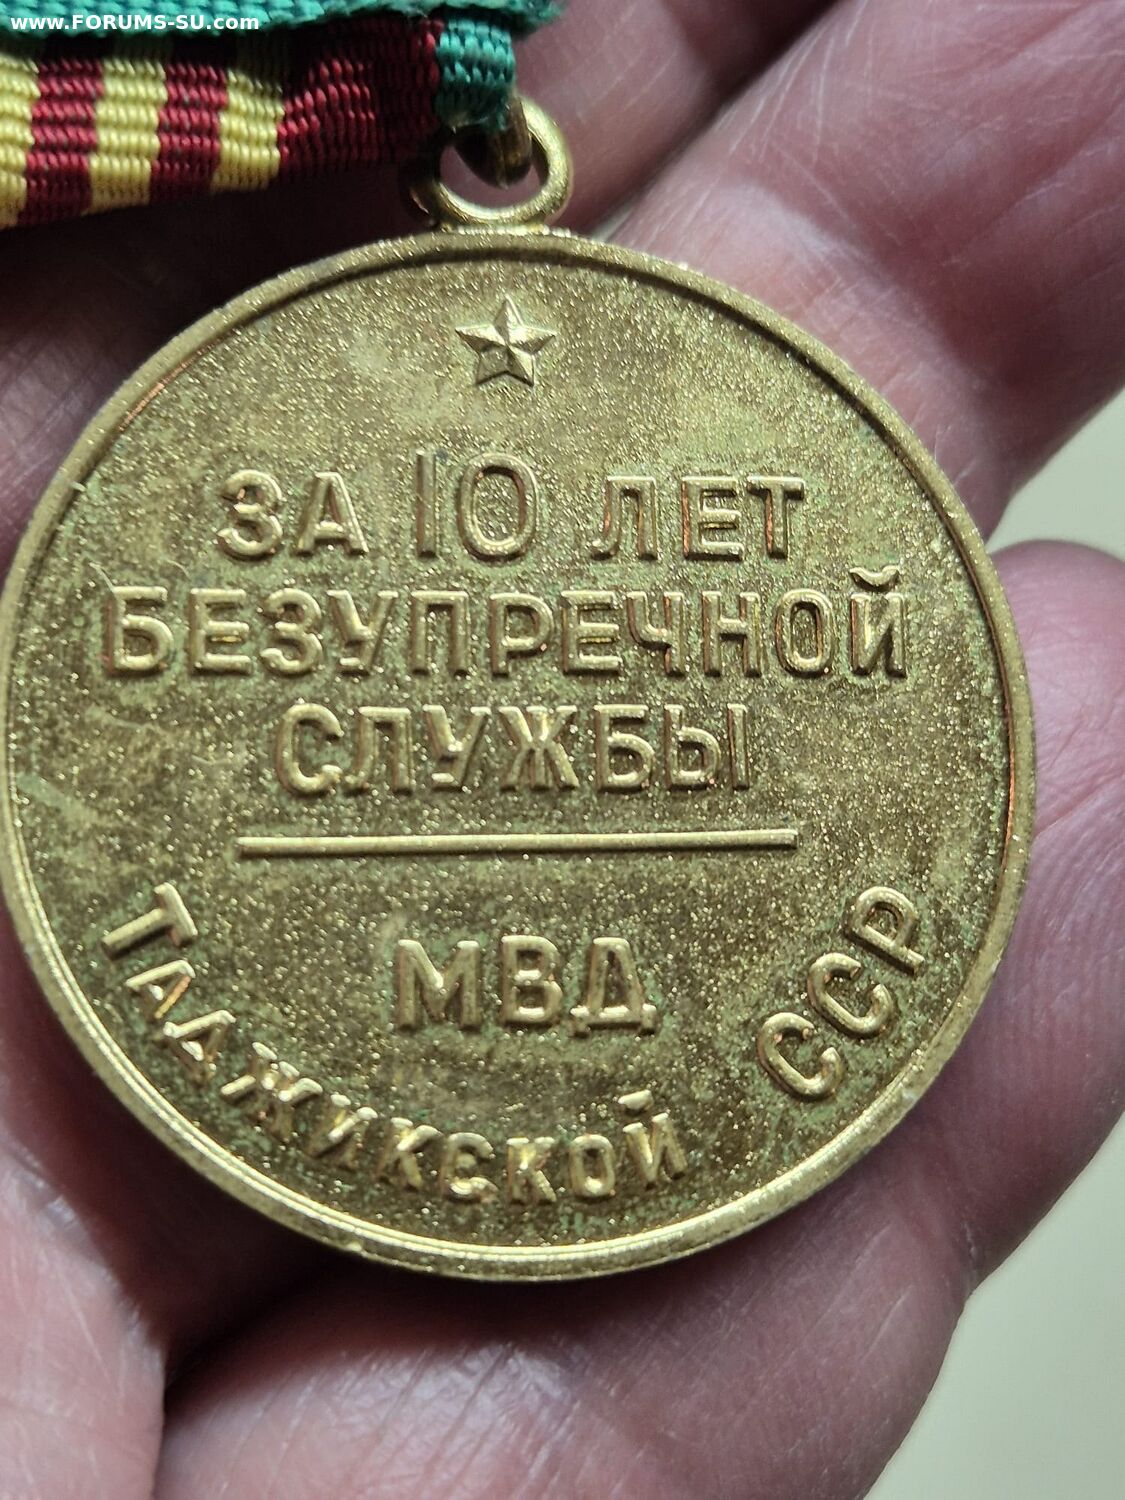 www.FORUMS-SU.com
ЗА 10 ЛЕТ
БЕЗУПРЕЧНОЙ
СЛУЖБЫ
МВД
ТАДЖИКСКОЙ ССР